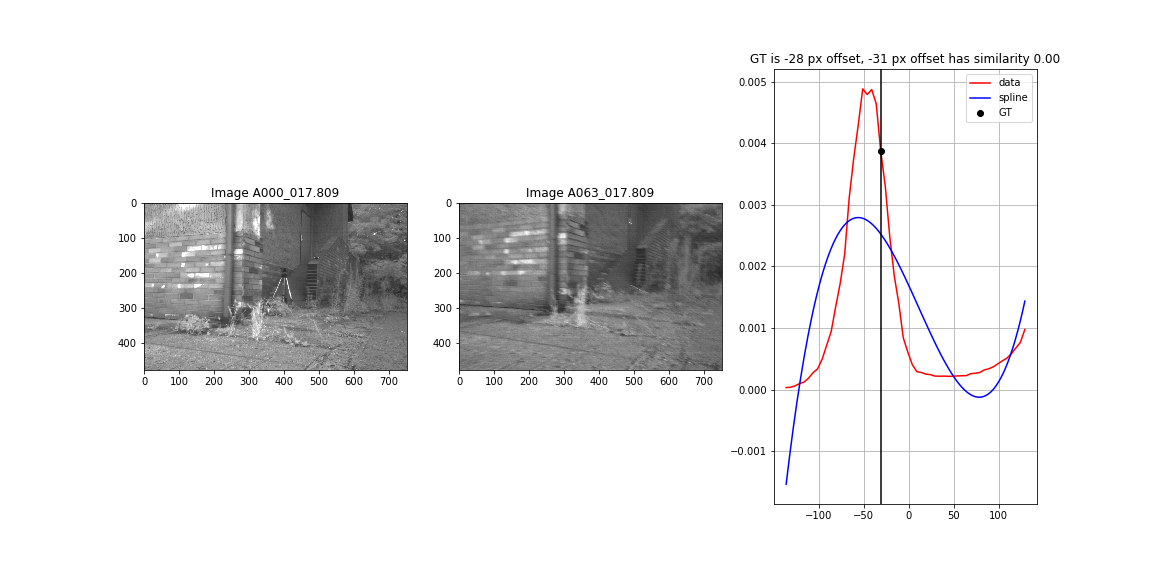 GT is -28 px offset, -31 px offset has similarity 0.00
Image A000_017.809
0
100
200
300
400
0 100 200 300 400 500 600 700
Image A063_017.809
0
100
200
300
400
0 100 200 300 400 500 600 700
data
spline
GT
0.005
0.004
0.003
0.002
0.001
0.000
−0.001
−100 −50 0 50 100